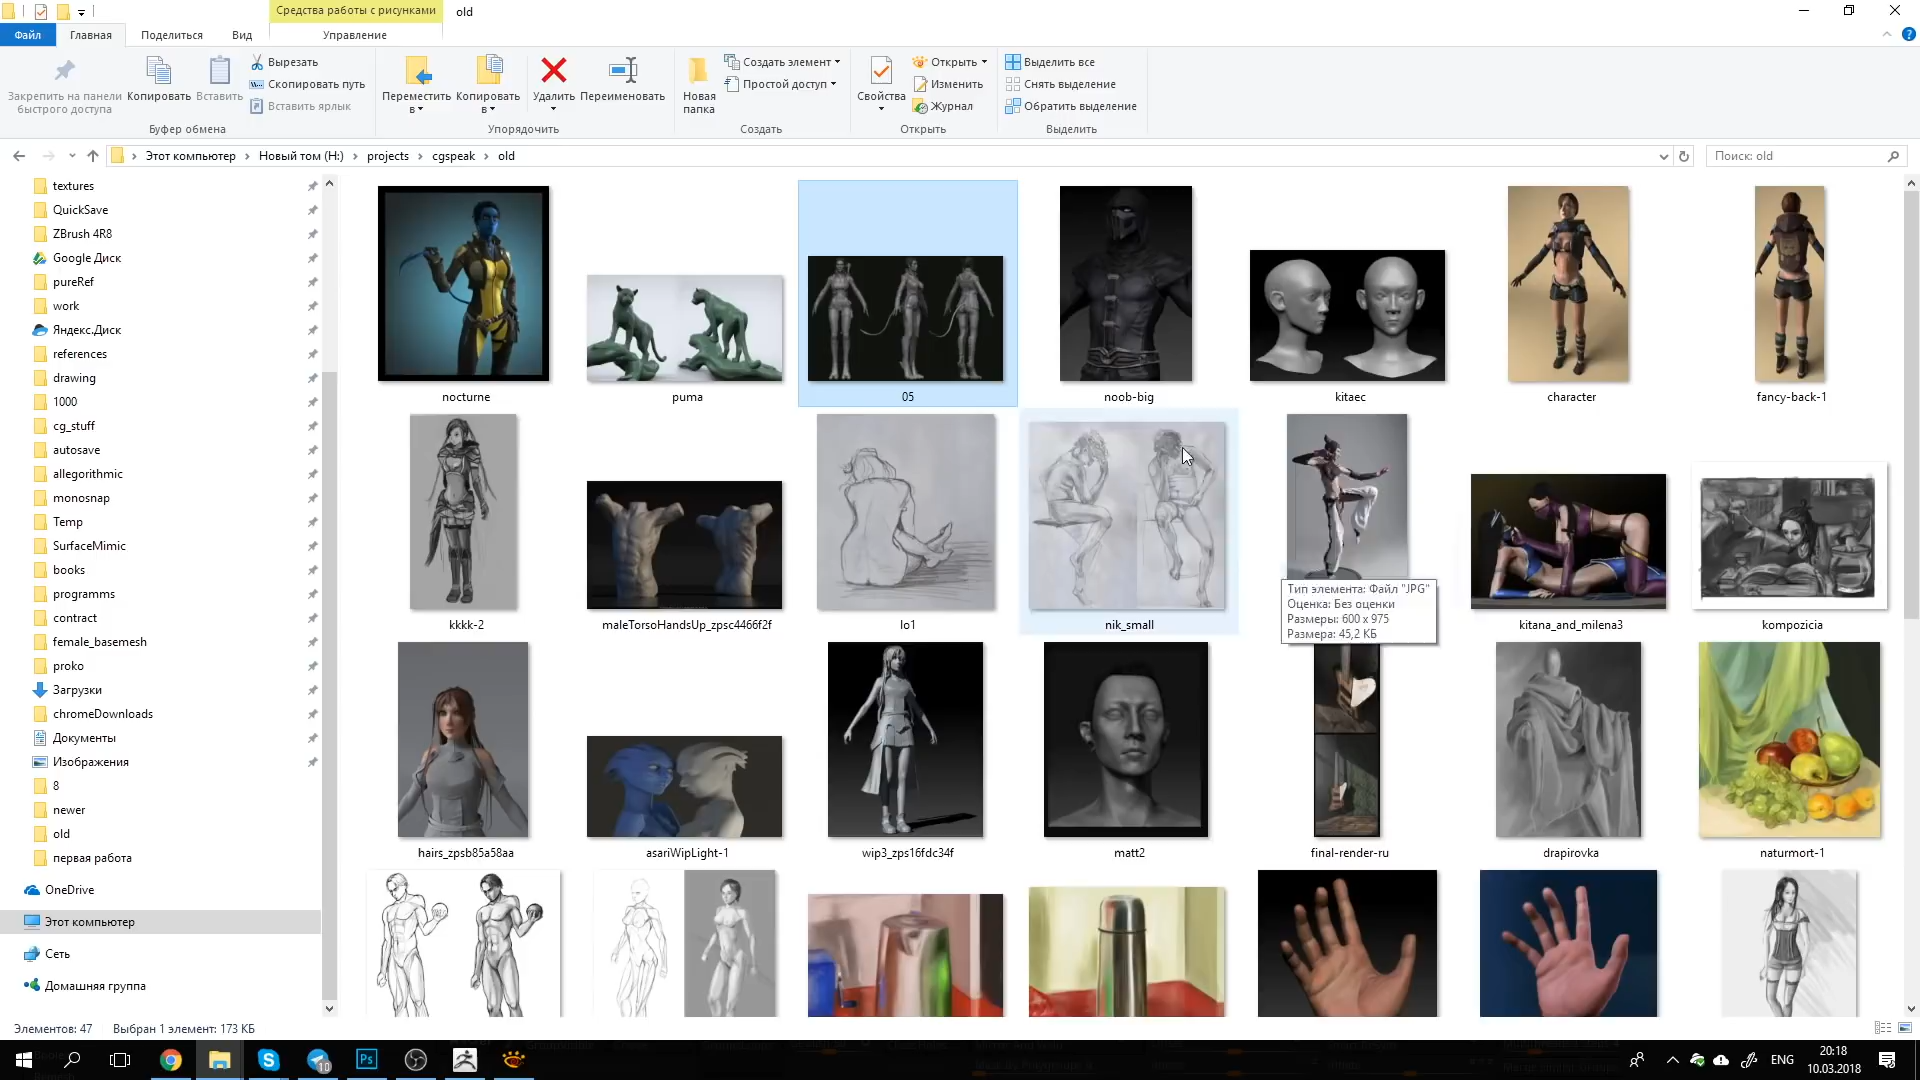 Средства работы с рисунками
old
Файл
Главная
Поделиться
Вид
Управление
Закрепить на панели
быстрого доступа
Копировать
Вставить
Вырезать
Скопировать путь
Вставить ярлык
Буфер обмена
Переместить
в
Копировать
в
Удалить
Переименовать
Упорядочить
Новая
папка
Создать элемент
Простой доступ
Создать
Свойства
Открыть
Изменить
Журнал
Открыть
Выделить все
Снять выделение
Обратить выделение
Выделить
Этот компьютер
Новый том (H:)
projects
cgspeak
old
Поиск: old
textures
QuickSave
ZBrush 4R8
Google Диск
pureRef
work
Яндекс.Диск
references
drawing
1000
cg_stuff
autosave
allegorithmic
monosnap
Temp
SurfaceMimic
books
programms
contract
female_basemesh
proko
Загрузки
chromeDownloads
Документы
Изображения
8
newer
old
первая работа
OneDrive
Этот компьютер
Сеть
Домашняя группа
nocturne
puma
05
noob-big
kitaec
character
fancy-back-1
kkkk-2
maleTorsoHandsUp_zpsc4466f2f
lo1
nik_small
Тип элемента: Файл "JPG"
Оценка: Без оценки
Размеры: 600 x 975
Размер: 45,2 КБ
kitana_and_milena3
kompozicia
hairs_zpsb85a58aa
asariWipLight-1
wip3_zps16fdc34f
matt2
final-render-ru
drapirovka
naturmort-1
Элементов: 47
Выбран 1 элемент: 173 КБ
Ps
10
ENG
20:18
10.03.2018